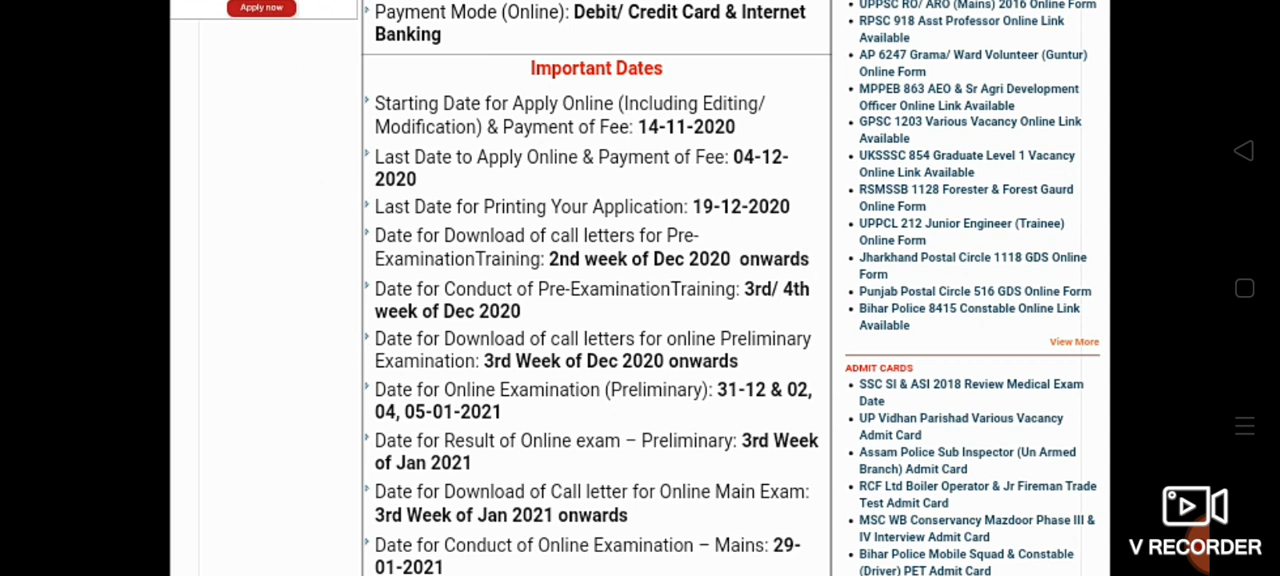 Apply now
Payment Mode (Online): Debit/ Credit Card & Internet
Banking
Important Dates
Starting Date for Apply Online (Including Editing/
Modification) & Payment of Fee: 14-11-2020
Last Date to Apply Online & Payment of Fee: 04-12-
2020
Last Date for Printing Your Application: 19-12-2020
Date for Download of call letters for Pre-
ExaminationTraining: 2nd week of Dec 2020 onwards
Date for Conduct of Pre-ExaminationTraining: 3rd/ 4th
week of Dec 2020
Date for Download of call letters for online Preliminary
Examination: 3rd Week of Dec 2020 onwards
Date for Online Examination (Preliminary): 31-12 & 02,
04, 05-01-2021
Date for Result of Online exam – Preliminary: 3rd Week
of Jan 2021
Date for Download of Call letter for Online Main Exam:
3rd Week of Jan 2021 onwards
Date for Conduct of Online Examination – Mains: 29-
01-2021
UPPSC RO/ ARO (Mains) 2016 Online Form
RPSC 918 Asst Professor Online Link
Available
AP 6247 Grama/ Ward Volunteer (Guntur)
Online Form
MPPEB 863 AEO & Sr Agri Development
Officer Online Link Available
GPSC 1203 Various Vacancy Online Link
Available
UKSSSC 854 Graduate Level 1 Vacancy
Online Link Available
RSMSSB 1128 Forester & Forest Gaurd
Online Form
UPPCL 212 Junior Engineer (Trainee)
Online Form
Jharkhand Postal Circle 1118 GDS Online
Form
Punjab Postal Circle 516 GDS Online Form
Bihar Police 8415 Constable Online Link
Available
View More
ADMIT CARDS
SSC SI & ASI 2018 Review Medical Exam
Date
UP Vidhan Parishad Various Vacancy
Admit Card
Assam Police Sub Inspector (Un Armed
Branch) Admit Card
RCF Ltd Boiler Operator & Jr Fireman Trade
Test Admit Card
MSC WB Conservancy Mazdoor Phase III &
IV Interview Admit Card
Bihar Police Mobile Squad & Constable
(Driver) PET Admit Card
V RECORDER